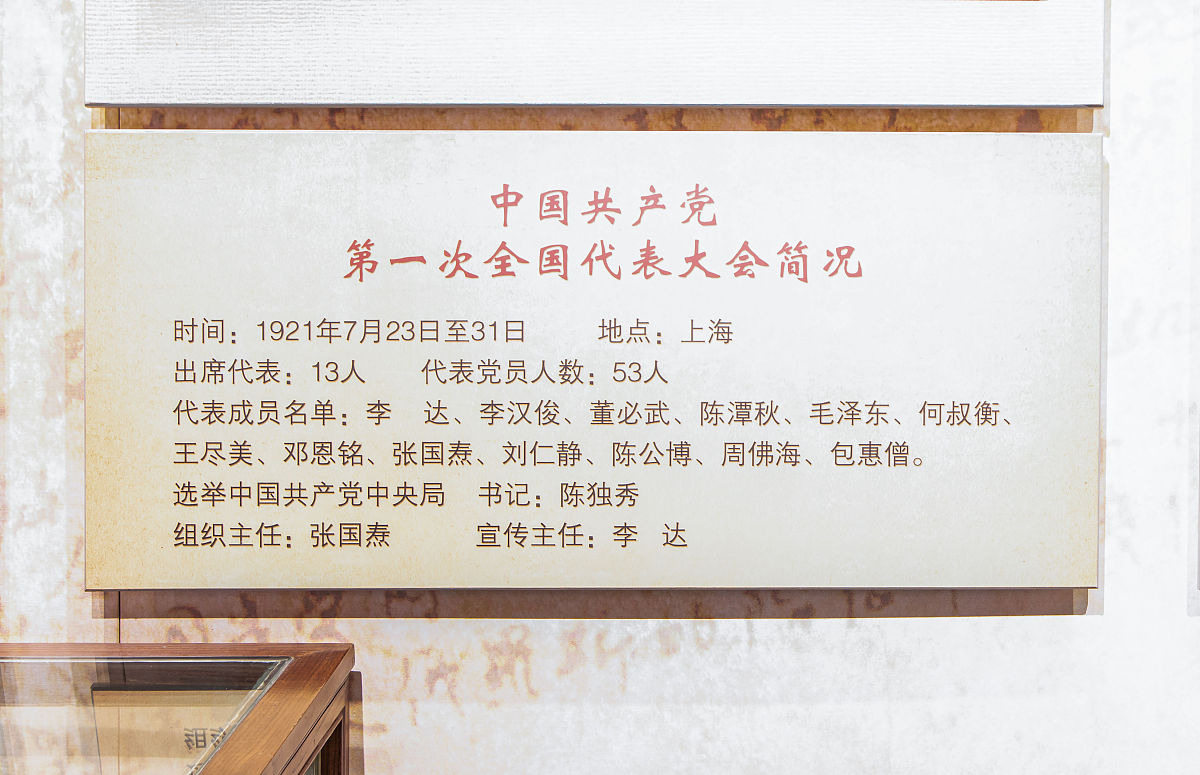 中国共产党
第一次全国代表大会简况
时间：1921年7月23日至31日 地点：上海
出席代表：13人 代表党员人数：53人
代表成员名单：李 达、李汉俊、董必武、陈潭秋、毛泽东、何叔衡、
王尽美、邓恩铭、张国焘、刘仁静、陈公博、周佛海、包惠僧。
选举中国共产党中央局 书记：陈独秀
组织主任：张国焘 宣传主任：李 达